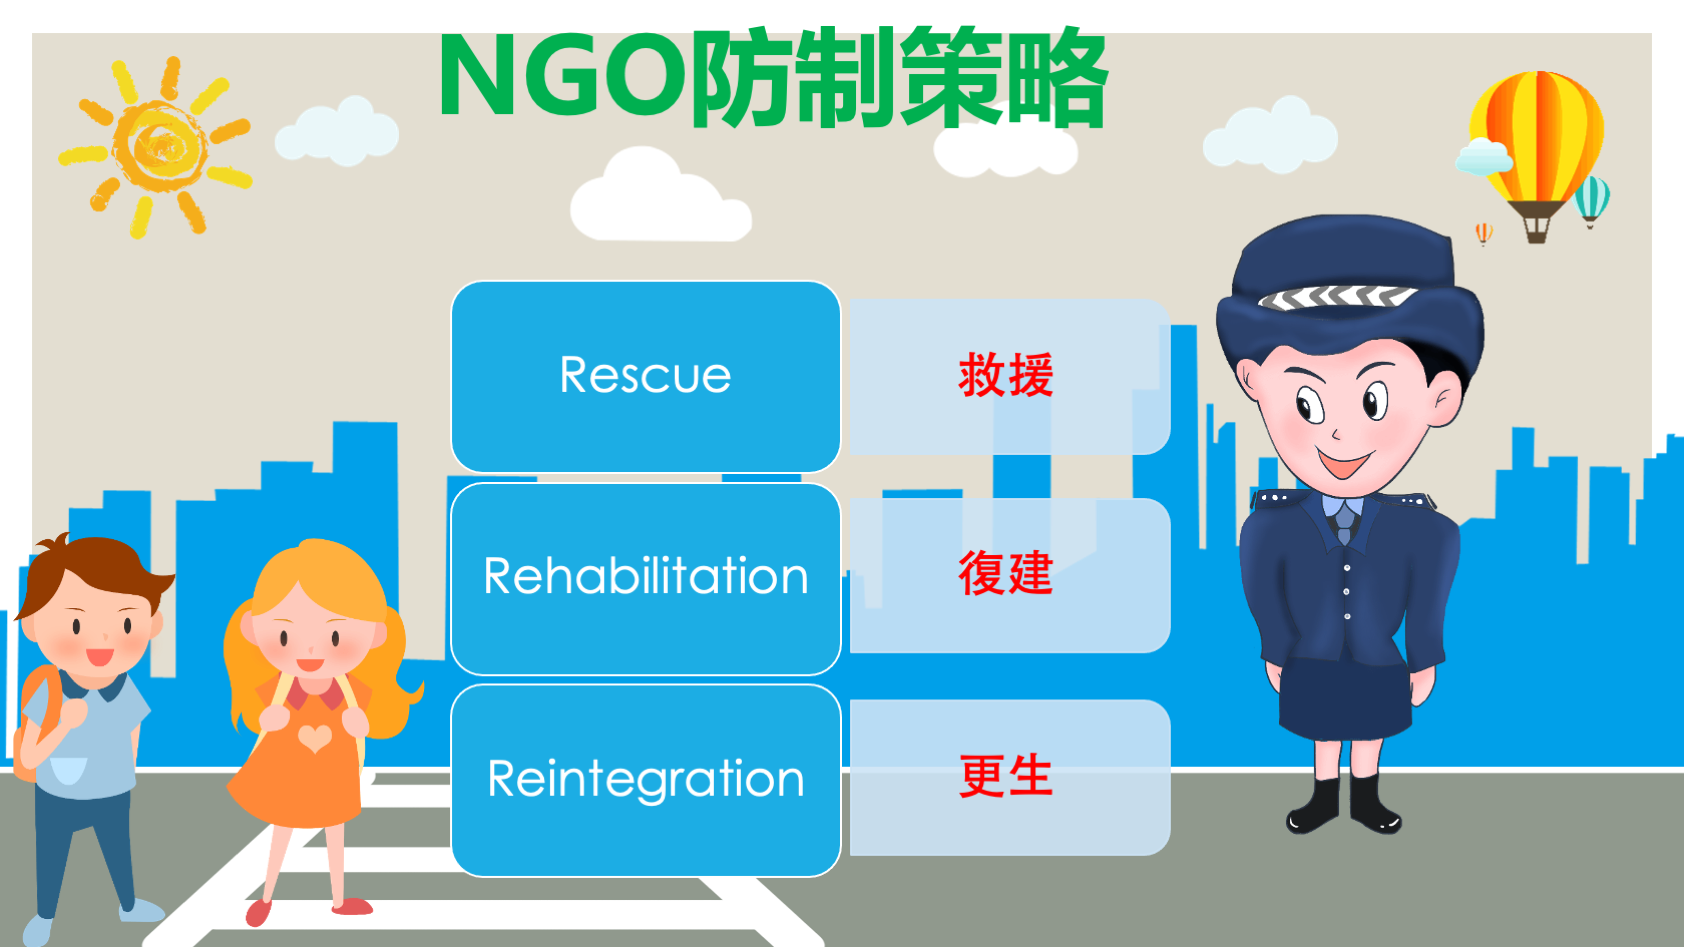 NGO防制策略
Rescue
救援
Rehabilitation
復建
Reintegration
更生